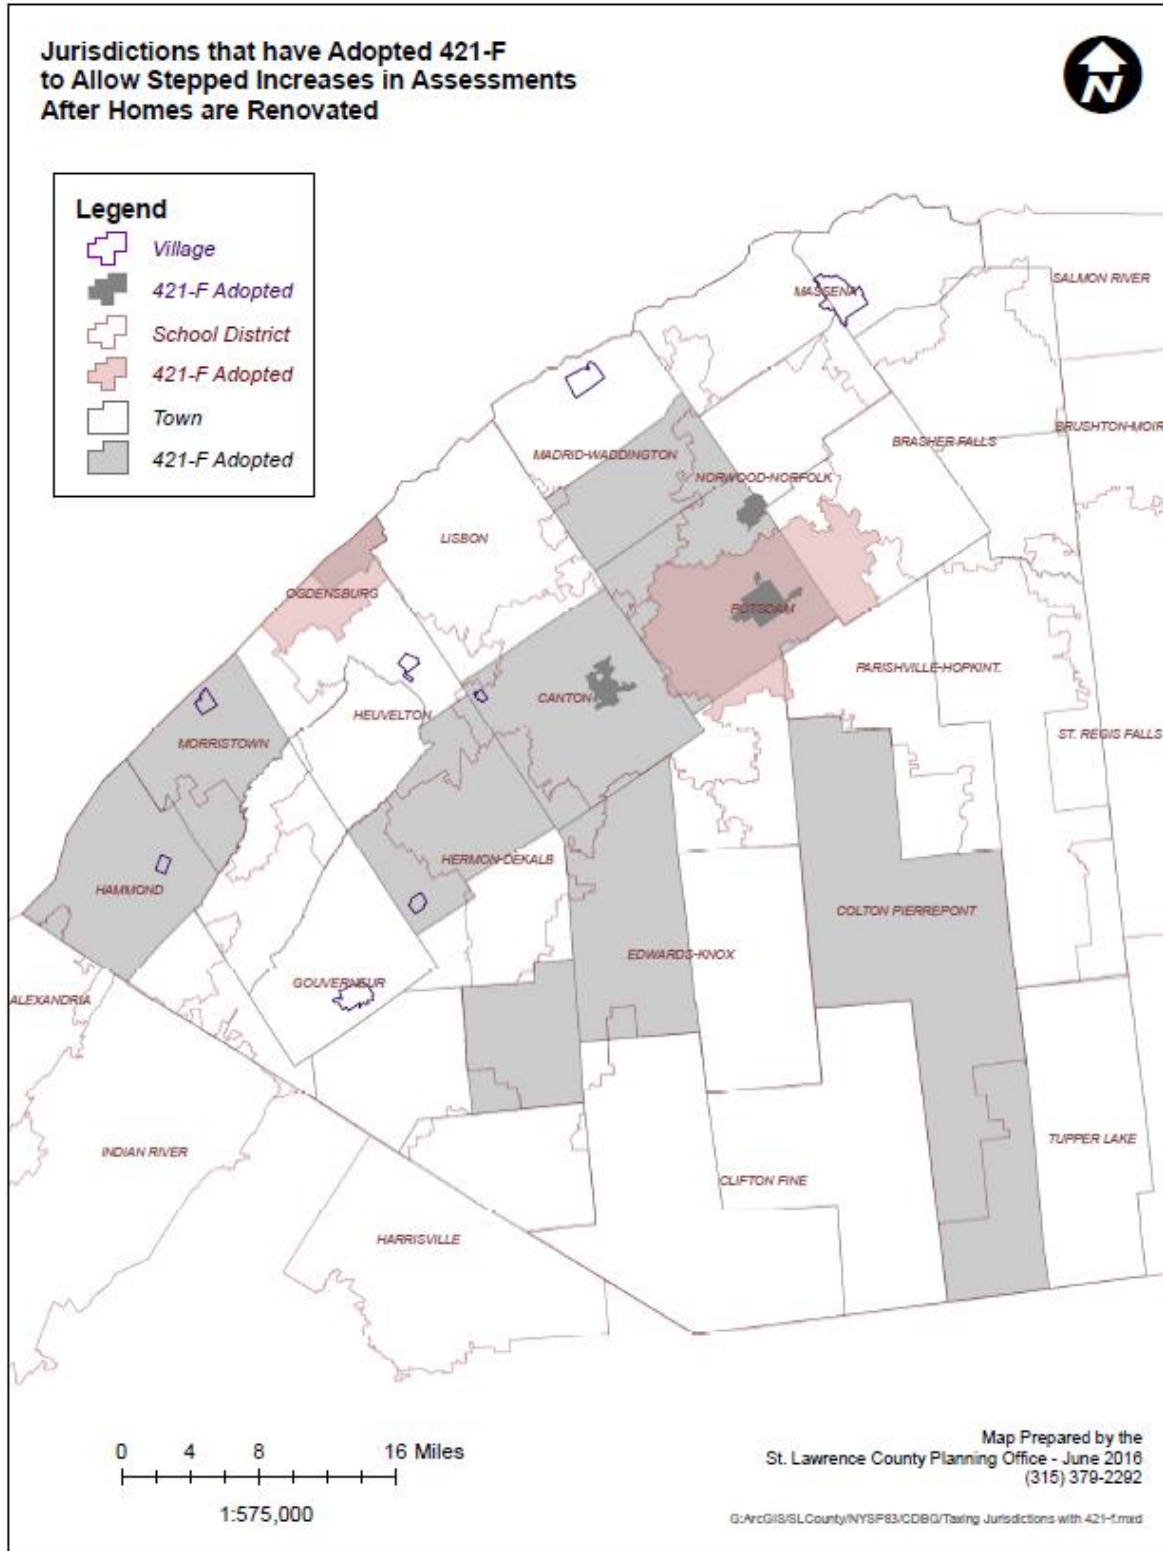 Jurisdictions that have Adopted 421-F
to Allow Stepped Increases in Assessments
After Homes are Renovated
N
Legend
Village
421-F Adopted
School District
421-F Adopted
Town
421-F Adopted
SALMON RIVER
MASSENA
BRUSHTON-MOIR
BRASHER FALLS
MADRID-WADDINGTON
NORWOOD-NORFOLK
LISBON
OGDENSBURG
POTSDAM
PARISHVILLE-HOPKINT.
CANTON
HEUVELTON
ST. REGIS FALLS
MORRISTOWN
HERMON-DEKALB
HAMMOND
COLTON PIERREPONT
EDWARDS-KNOX
GOUVERNEUR
ALEXANDRIA
TUPPER LAKE
INDIAN RIVER
CLIFTON FINE
HARRISVILLE
0 4 8 16 Miles
1:575,000
Map Prepared by the
St. Lawrence County Planning Office - June 2016
(315) 379-2292
G:ArcGIS/SLCounty/NYSP83/CDBG/Taxing Jurisdictions with 421-f.mxd